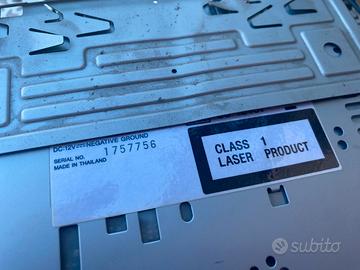 DC:12V NEGATIVE GROUND
SERIAL NO. 1757756
MADE IN THAILAND
CLASS 1
LASER PRODUCT
subito